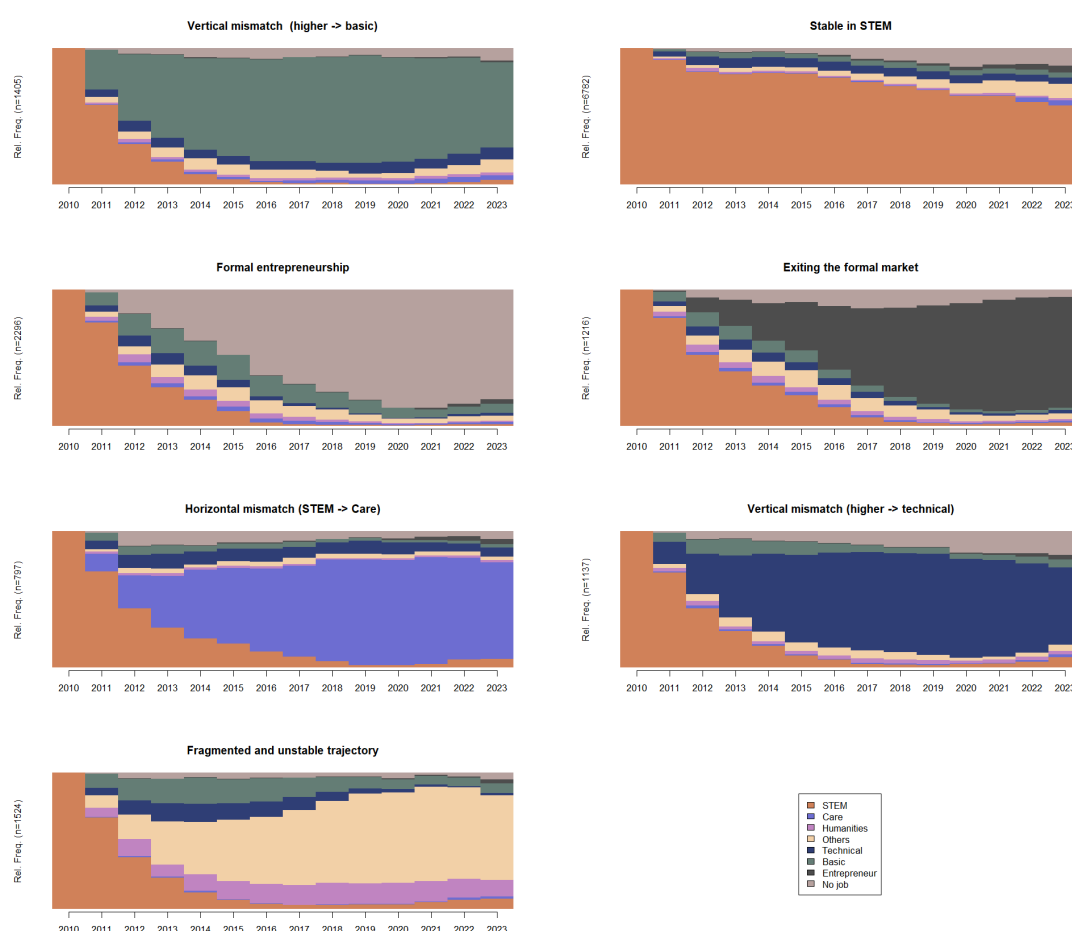 Vertical mismatch  (higher -> basic)
Rel. Freq. (n=1405)
2010 2011 2012 2013 2014 2015 2016 2017 2018 2019 2020 2021 2022 2023
Stable in STEM
Rel. Freq. (n=6782)
2010 2011 2012 2013 2014 2015 2016 2017 2018 2019 2020 2021 2022 2023
Formal entrepreneurship
Rel. Freq. (n=2296)
2010 2011 2012 2013 2014 2015 2016 2017 2018 2019 2020 2021 2022 2023
Exiting the formal market
Rel. Freq. (n=1216)
2010 2011 2012 2013 2014 2015 2016 2017 2018 2019 2020 2021 2022 2023
Horizontal mismatch (STEM -> Care)
Rel. Freq. (n=797)
2010 2011 2012 2013 2014 2015 2016 2017 2018 2019 2020 2021 2022 2023
Vertical mismatch (higher -> technical)
Rel. Freq. (n=1137)
2010 2011 2012 2013 2014 2015 2016 2017 2018 2019 2020 2021 2022 2023
Fragmented and unstable trajectory
Rel. Freq. (n=1524)
2010 2011 2012 2013 2014 2015 2016 2017 2018 2019 2020 2021 2022 2023
STEM
Care
Humanities
Others
Technical
Basic
Entrepreneur
No job